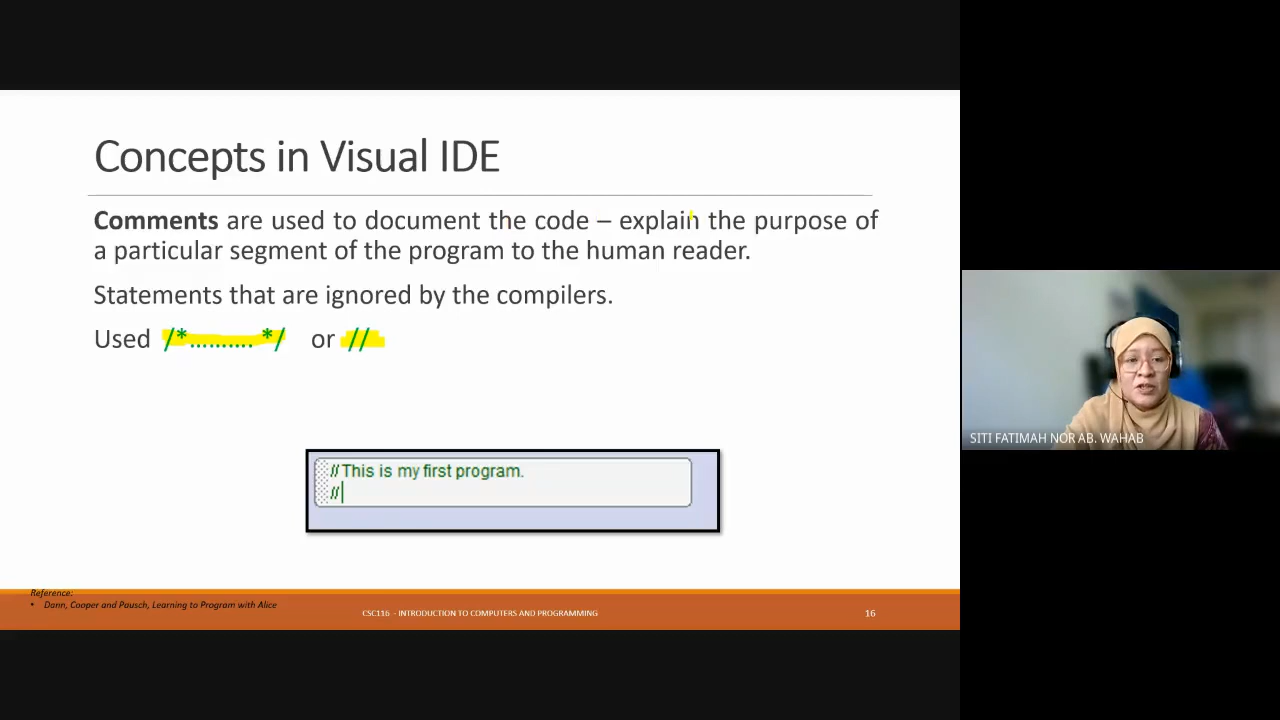 Concepts in Visual IDE
Comments are used to document the code – explain the purpose of
a particular segment of the program to the human reader.
Statements that are ignored by the compilers.
Used /*………. */ or //
//This is my first program.
//
SITI FATIMAH NOR AB. WAHAB
Reference:
• Dann, Cooper and Pausch, Learning to Program with Alice
CSC116 - INTRODUCTION TO COMPUTERS AND PROGRAMMING
16